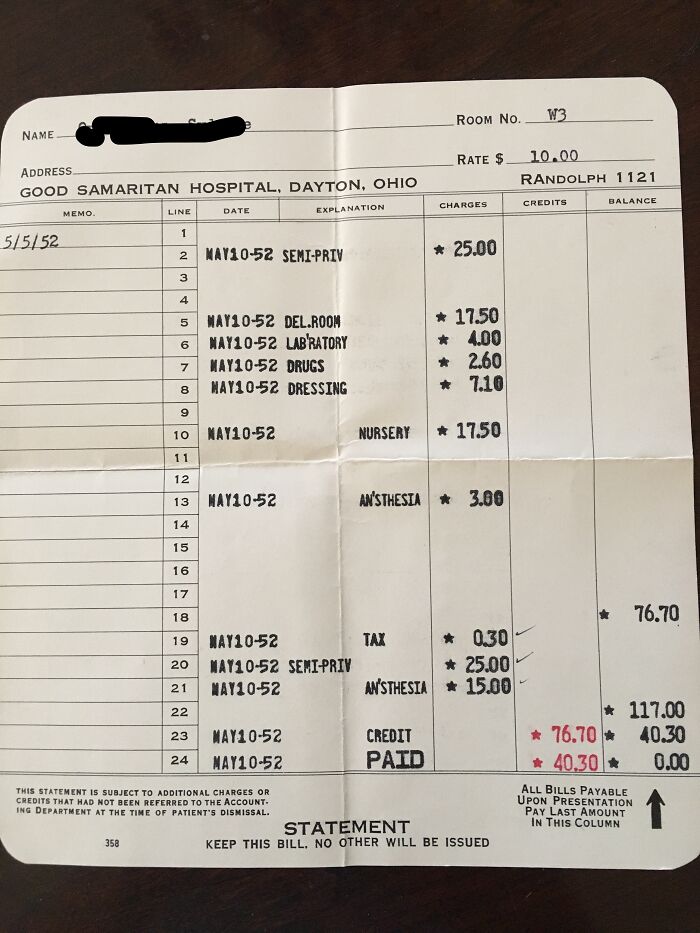 NAME
ROOM NO. W3
ADDRESS
RATE $ 10.00
GOOD SAMARITAN HOSPITAL, DAYTON, OHIO RANDOLPH 1121
MEMO. LINE DATE EXPLANATION CHARGES CREDITS BALANCE
5/5/52 1
2 MAY10-52 SEMI-PRIV * 25.00
3
4
5 MAY10-52 DEL.ROOM * 17.50
6 MAY10-52 LAB'RATORY * 4.00
7 MAY10-52 DRUGS * 2.60
8 MAY10-52 DRESSING * 7.10
9
10 MAY10-52 NURSERY * 17.50
11
12
13 MAY10-52 AN'STHESIA * 3.00
14
15
16
17
18 * 76.70
19 MAY10-52 TAX * 0.30 ✓
20 MAY10-52 SEMI-PRIV * 25.00 ✓
21 MAY10-52 AN'STHESIA * 15.00 ✓
22 * 117.00
23 MAY10-52 CREDIT * 76.70 * 40.30
24 MAY10-52 PAID * 40.30 * 0.00
THIS STATEMENT IS SUBJECT TO ADDITIONAL CHARGES OR
CREDITS THAT HAD NOT BEEN REFERRED TO THE ACCOUNT-
ING DEPARTMENT AT THE TIME OF PATIENT'S DISMISSAL.
ALL BILLS PAYABLE
UPON PRESENTATION
PAY LAST AMOUNT
IN THIS COLUMN
STATEMENT
358 KEEP THIS BILL, NO OTHER WILL BE ISSUED